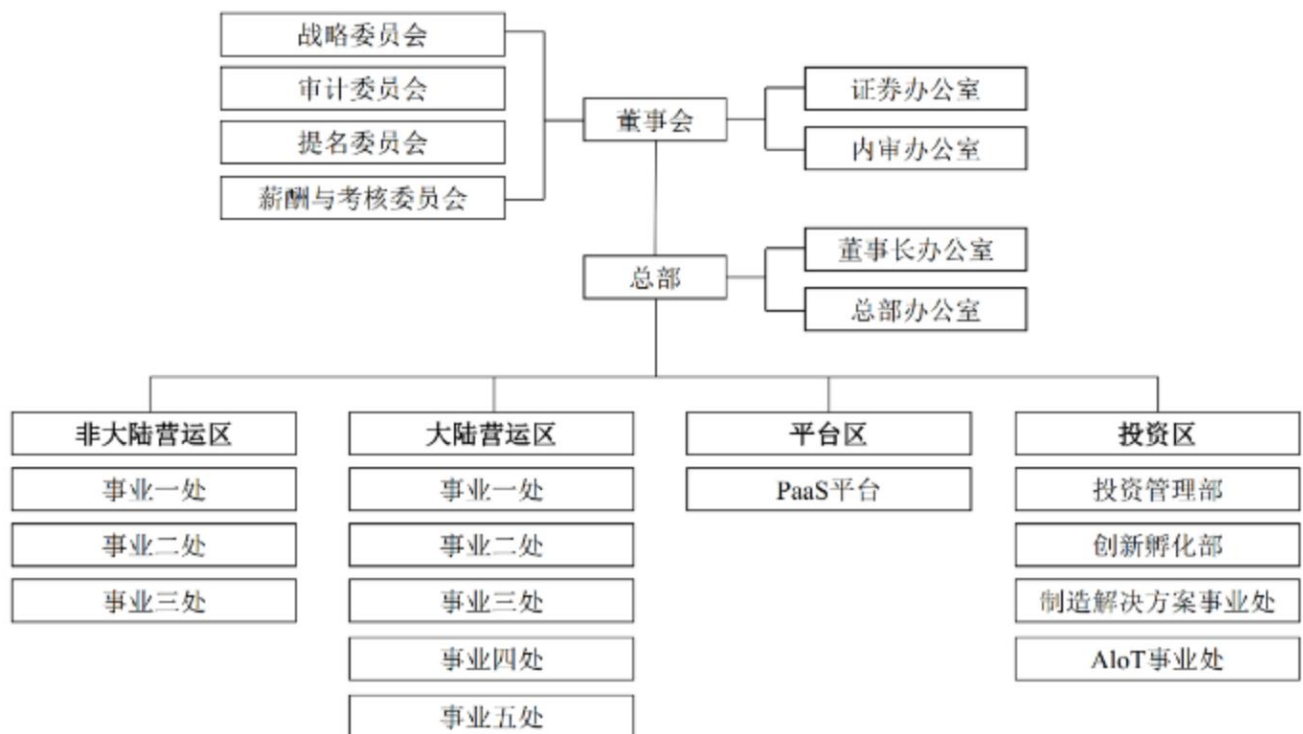 战略委员会
审计委员会
提名委员会
薪酬与考核委员会
董事会
证券办公室
内审办公室
总部
董事长办公室
总部办公室
非大陆营运区
事业一处
事业二处
事业三处
大陆营运区
事业一处
事业二处
事业三处
事业四处
事业五处
平台区
PaaS平台
投资区
投资管理部
创新孵化部
制造解决方案事业处
AloT事业处